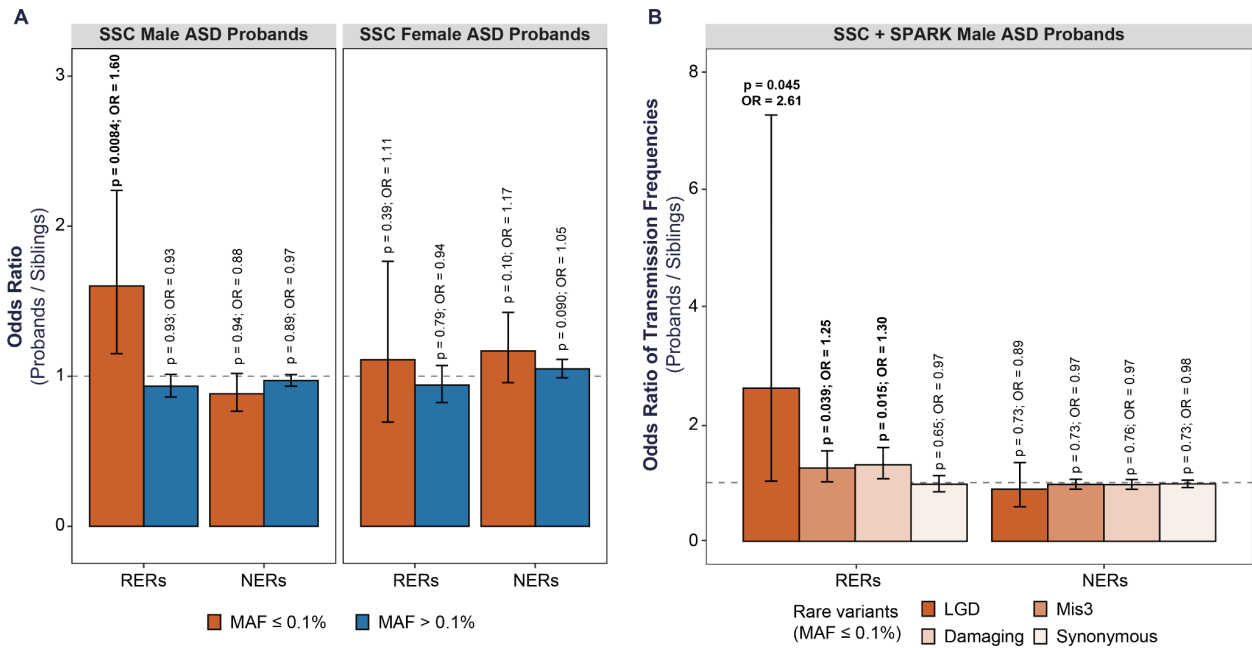 A
SSC Male ASD Probands
SSC Female ASD Probands
Odds Ratio
(Probands / Siblings)
3
2
1
0
p = 0.0084; OR = 1.60
p = 0.93; OR = 0.93
p = 0.94; OR = 0.88
p = 0.89; OR = 0.97
p = 0.39; OR = 1.11
p = 0.79; OR = 0.94
p = 0.10; OR = 1.17
p = 0.090; OR = 1.05
RERs
NERs
RERs
NERs
MAF ≤ 0.1%
MAF > 0.1%
B
SSC + SPARK Male ASD Probands
Odds Ratio of Transmission Frequencies
(Probands / Siblings)
8
6
4
2
0
p = 0.045
OR = 2.61
p = 0.039; OR = 1.25
p = 0.015; OR = 1.30
p = 0.65; OR = 0.97
p = 0.73; OR = 0.89
p = 0.73; OR = 0.97
p = 0.76; OR = 0.97
p = 0.73; OR = 0.98
RERs
NERs
Rare variants
(MAF ≤ 0.1%)
LGD
Mis3
Damaging
Synonymous